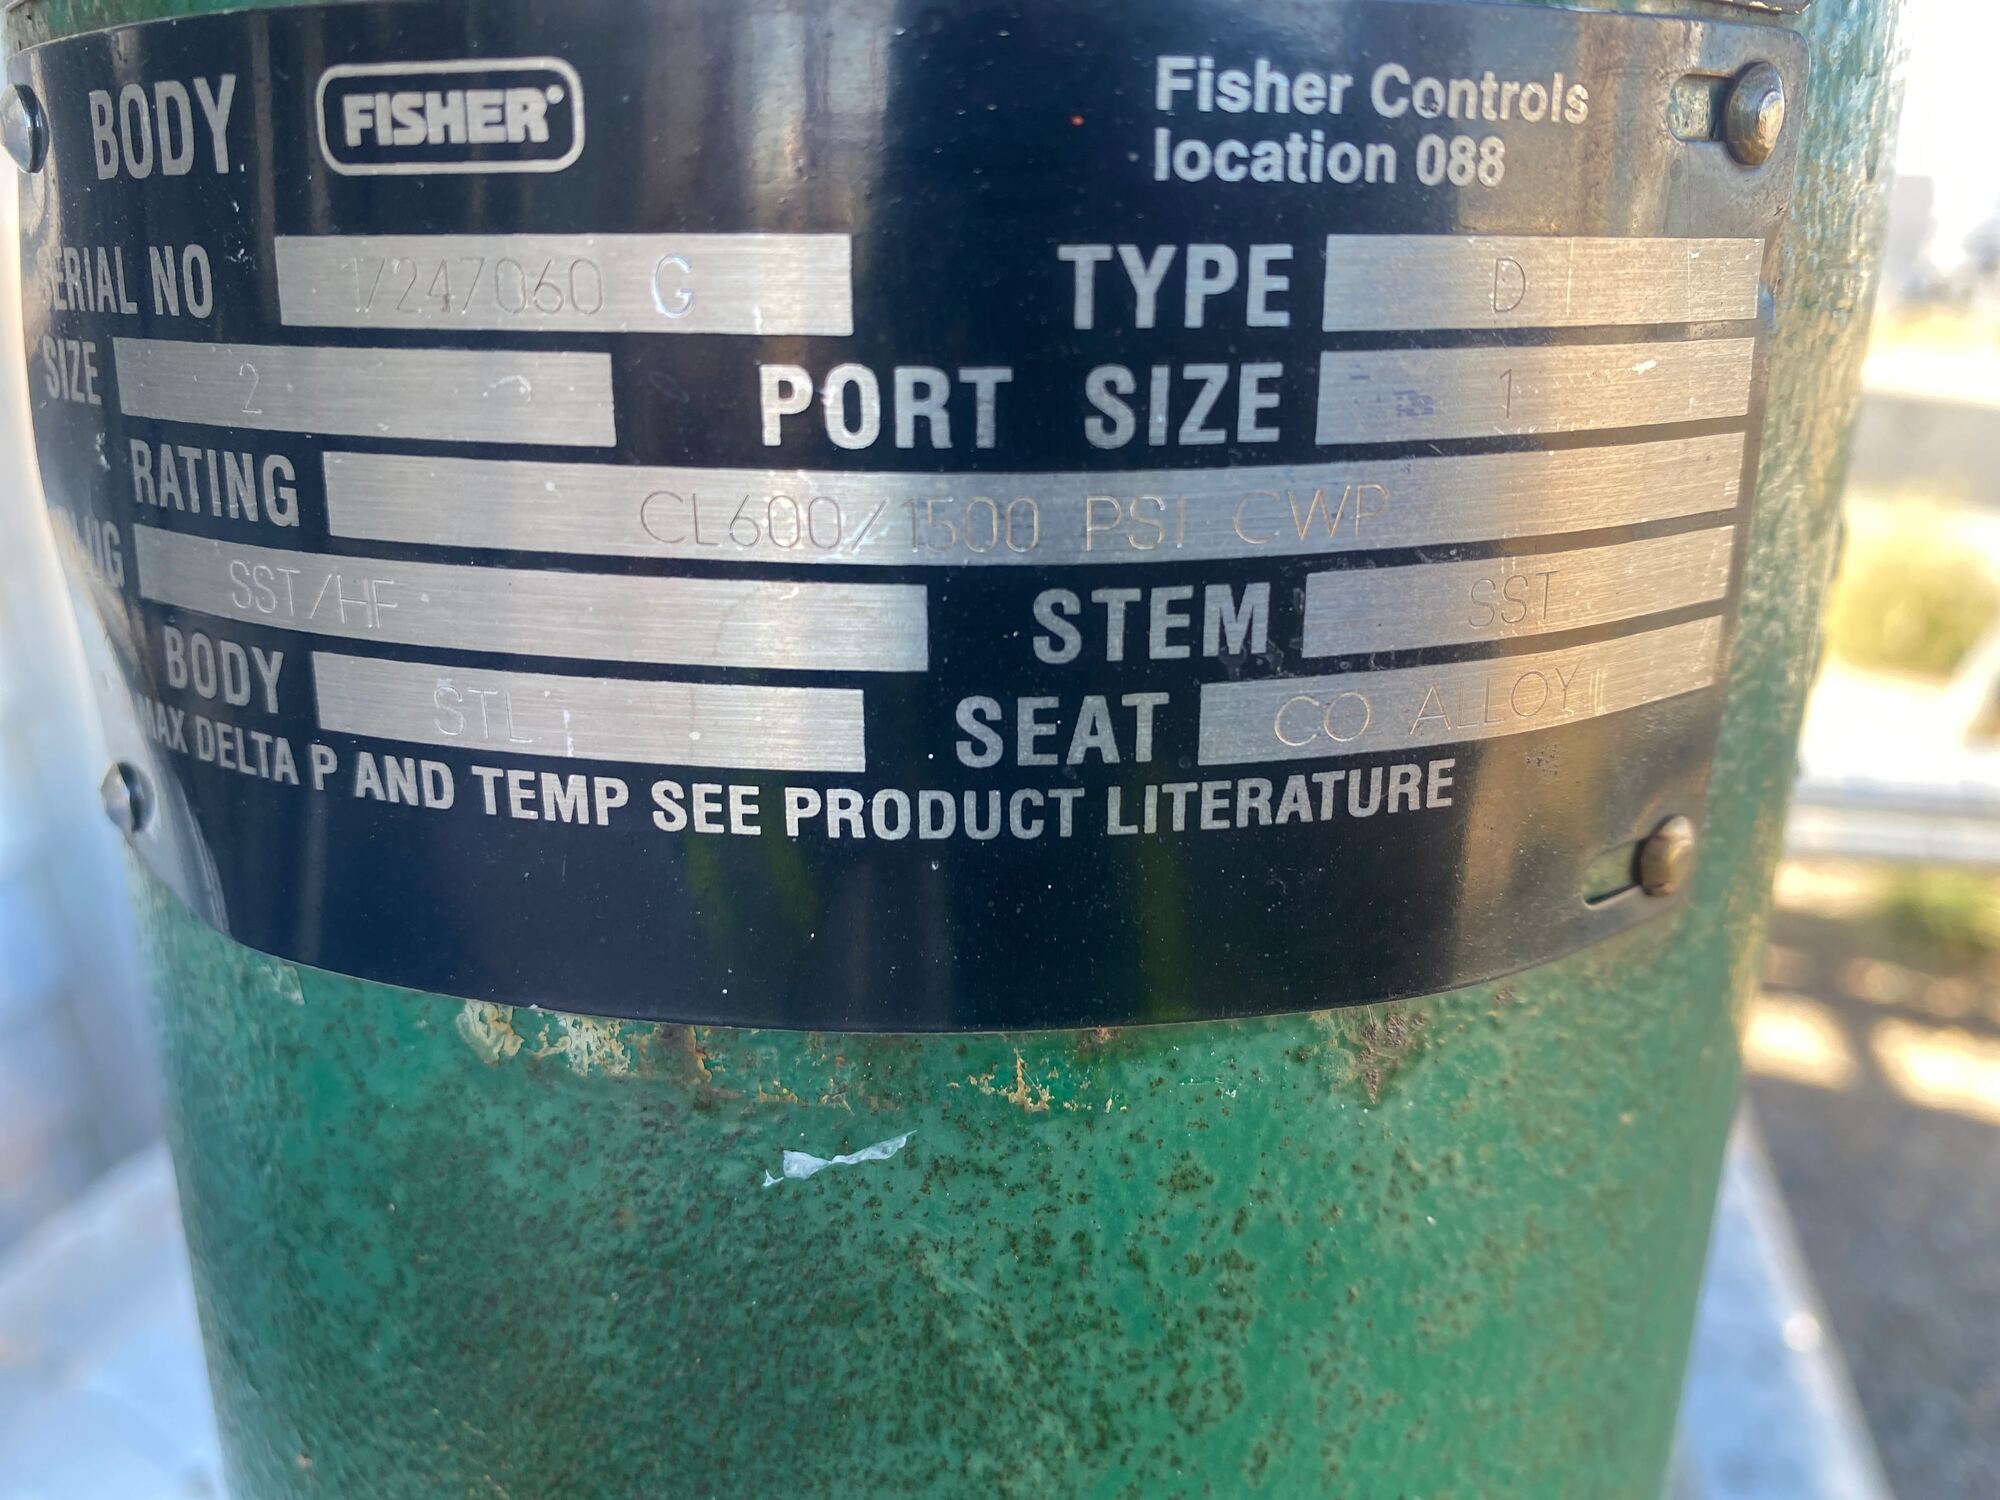 BODY FISHER Fisher Controls
location 088
SERIAL NO 17247060 G TYPE D
SIZE 2 PORT SIZE 1
RATING CL600/1500 PSI CWP
PLUG SST/HF STEM SST
BODY STL SEAT CO ALLOY
MAX DELTA P AND TEMP SEE PRODUCT LITERATURE